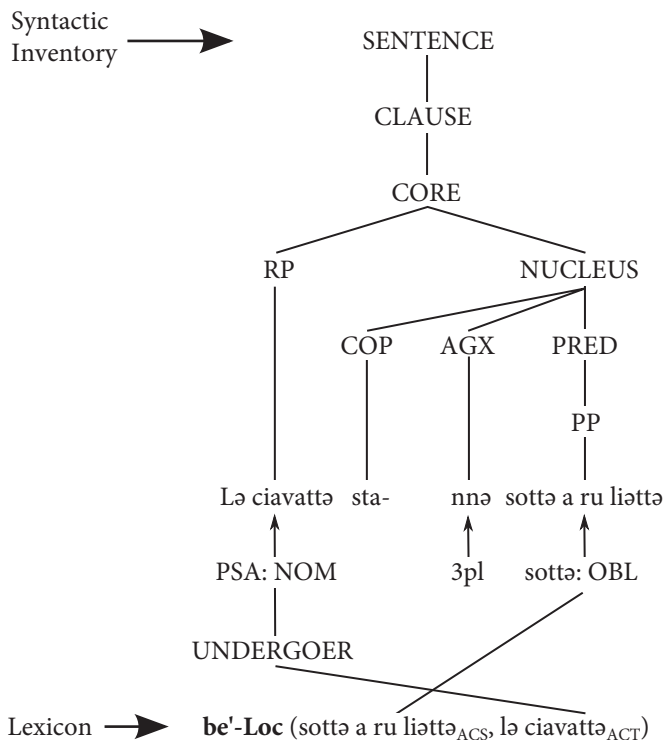 Syntactic
Inventory
SENTENCE
CLAUSE
CORE
RP NUCLEUS
COP AGX PRED
PP
Lə ciavattə sta- nnə sottə a ru liəttə
PSA: NOM 3pl sottə: OBL
UNDERGOER
Lexicon be'-Loc (sottə a ru liəttəACS, lə ciavattəACT)